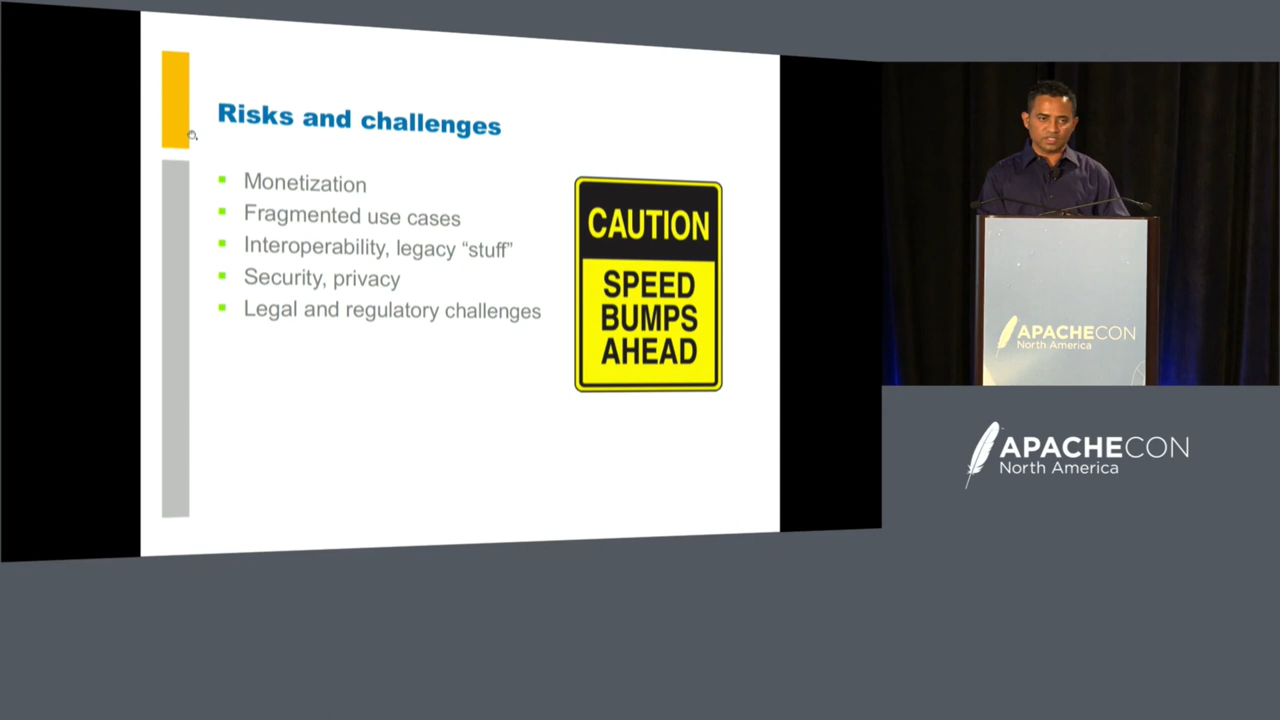 Risks and challenges
Monetization
Fragmented use cases
Interoperability, legacy “stuff”
Security, privacy
Legal and regulatory challenges
CAUTION
SPEED
BUMPS
AHEAD
APACHECON
North America
APACHECON
North America